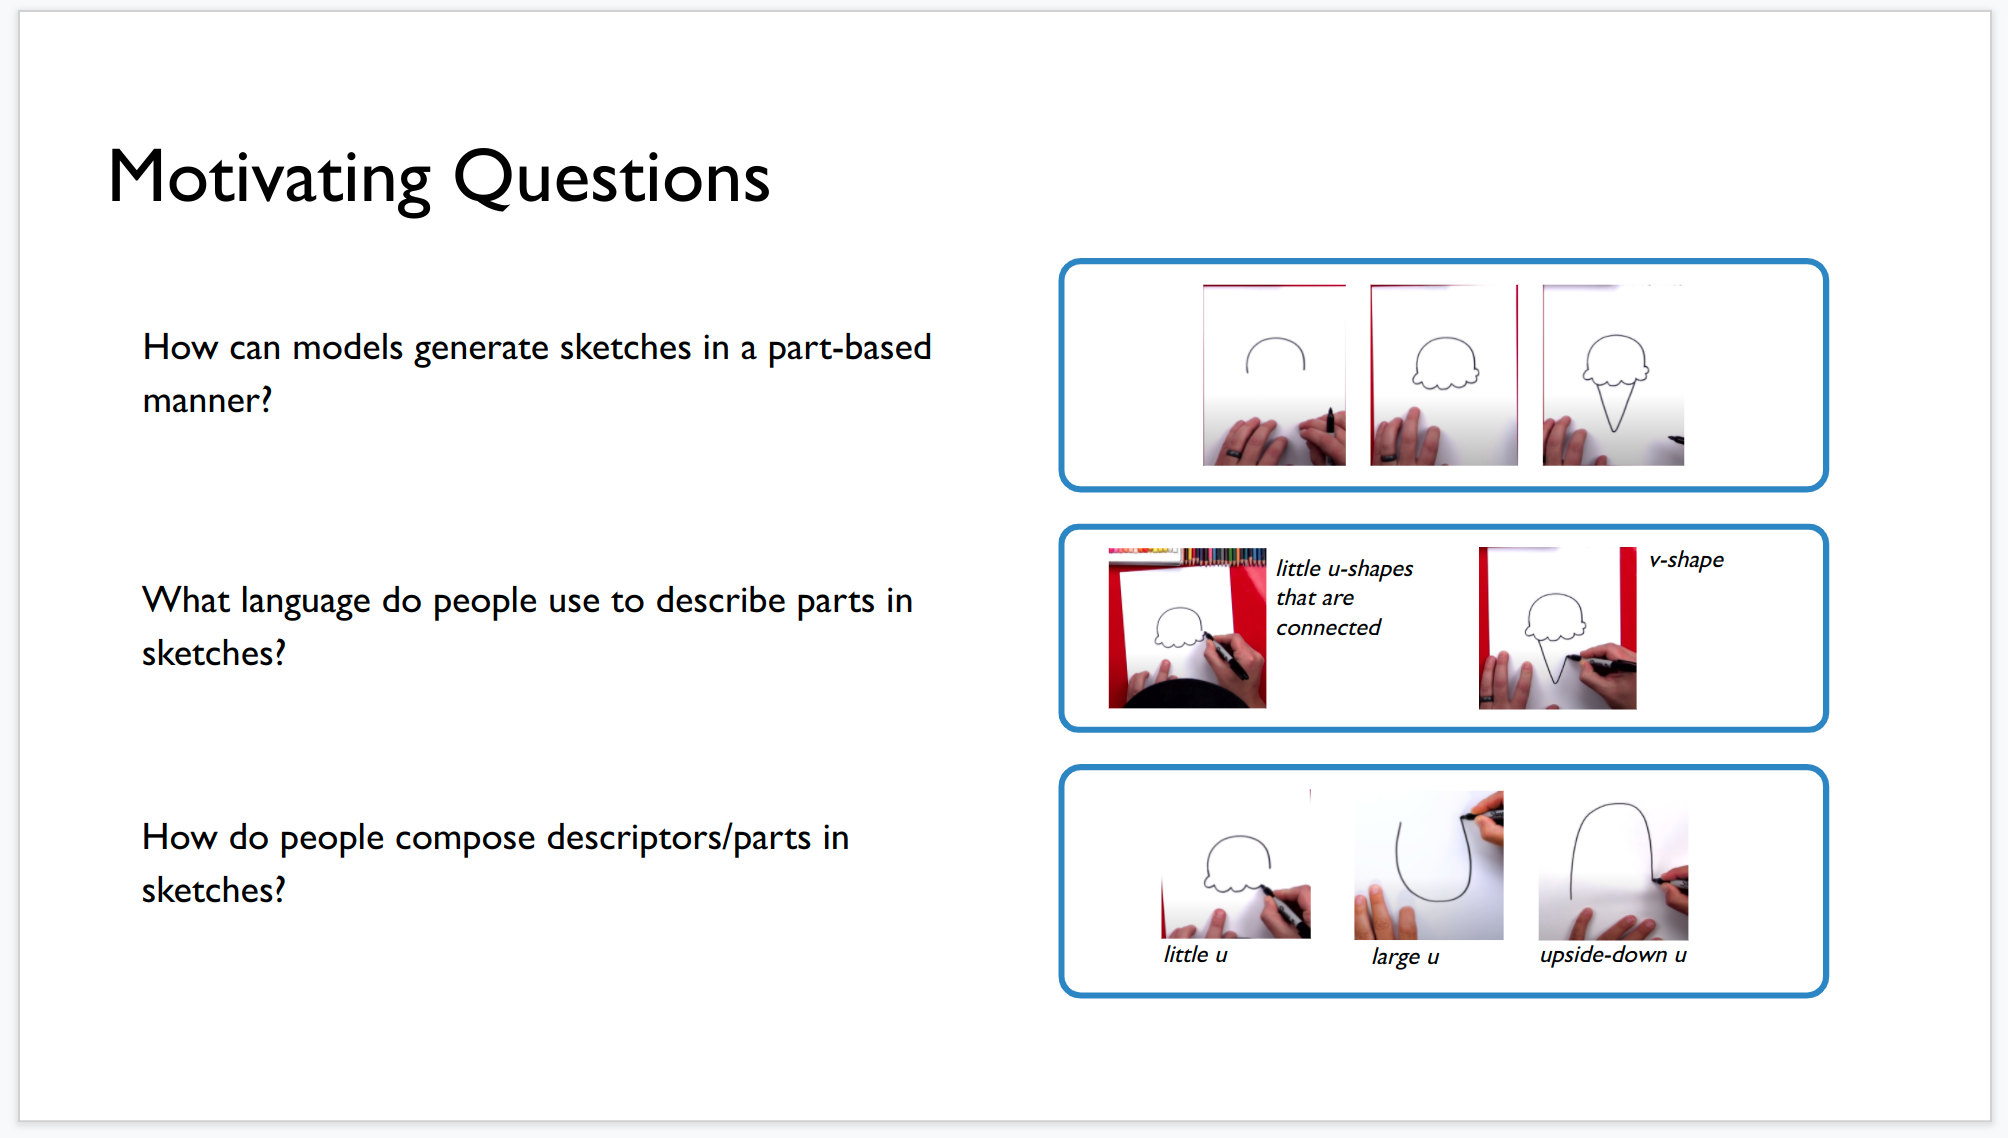 Motivating Questions
How can models generate sketches in a part-based
manner?
What language do people use to describe parts in
sketches?
little u-shapes
that are
connected
v-shape
How do people compose descriptors/parts in
sketches?
little u
large u
upside-down u